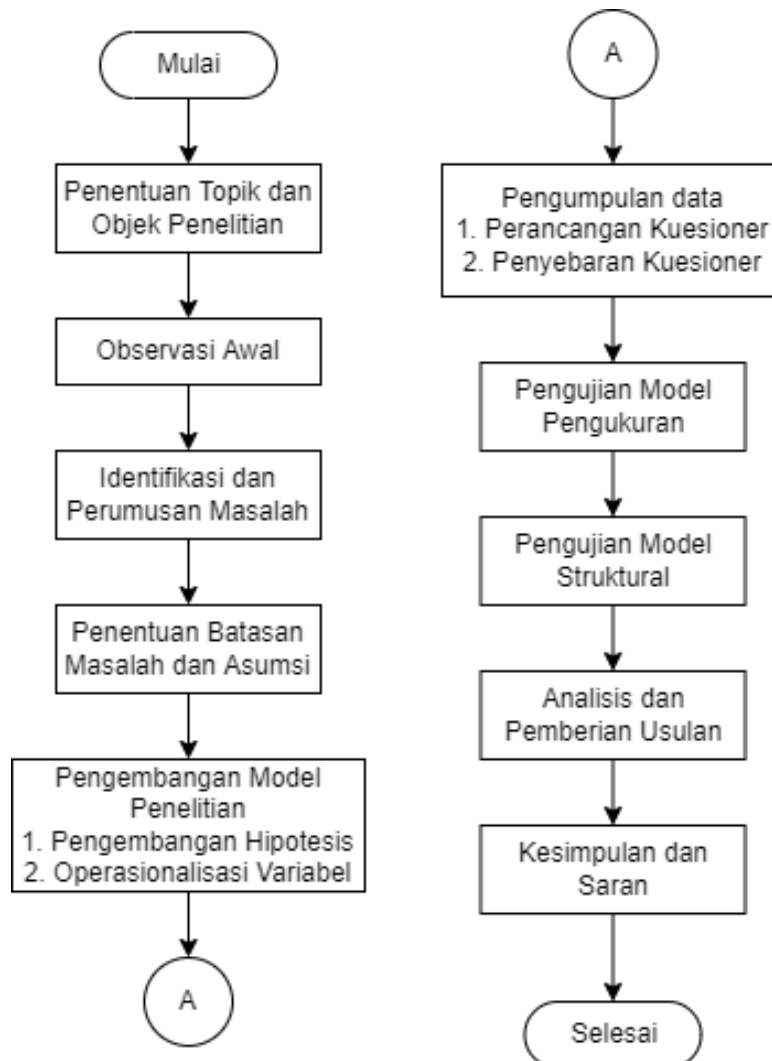 Mulai
Penentuan Topik dan
Objek Penelitian
Observasi Awal
Identifikasi dan
Perumusan Masalah
Penentuan Batasan
Masalah dan Asumsi
Pengembangan Model
Penelitian
1. Pengembangan Hipotesis
2. Operasionalisasi Variabel
A
A
Pengumpulan data
1. Perancangan Kuesioner
2. Penyebaran Kuesioner
Pengujian Model
Pengukuran
Pengujian Model
Struktural
Analisis dan
Pemberian Usulan
Kesimpulan dan
Saran
Selesai